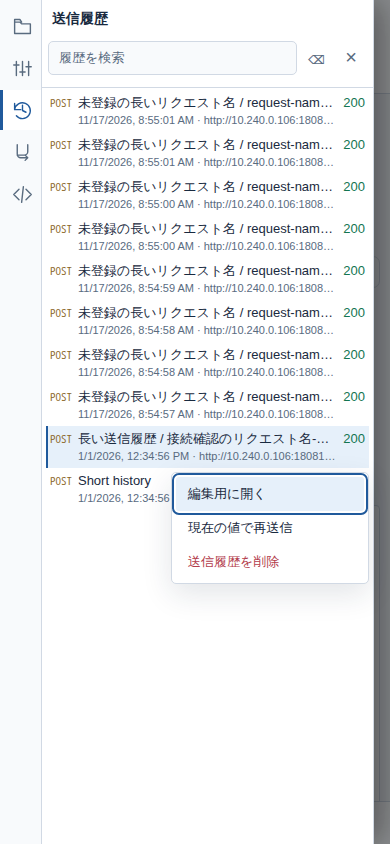 送信履歴
履歴を検索
POST 未登録の長いリクエスト名 / request-nam… 200
11/17/2026, 8:55:01 AM · http://10.240.0.106:1808…
POST 未登録の長いリクエスト名 / request-nam… 200
11/17/2026, 8:55:01 AM · http://10.240.0.106:1808…
POST 未登録の長いリクエスト名 / request-nam… 200
11/17/2026, 8:55:00 AM · http://10.240.0.106:1808…
POST 未登録の長いリクエスト名 / request-nam… 200
11/17/2026, 8:55:00 AM · http://10.240.0.106:1808…
POST 未登録の長いリクエスト名 / request-nam… 200
11/17/2026, 8:54:59 AM · http://10.240.0.106:1808…
POST 未登録の長いリクエスト名 / request-nam… 200
11/17/2026, 8:54:58 AM · http://10.240.0.106:1808…
POST 未登録の長いリクエスト名 / request-nam… 200
11/17/2026, 8:54:58 AM · http://10.240.0.106:1808…
POST 未登録の長いリクエスト名 / request-nam… 200
11/17/2026, 8:54:57 AM · http://10.240.0.106:1808…
POST 長い送信履歴 / 接続確認のリクエスト名-… 200
1/1/2026, 12:34:56 PM · http://10.240.0.106:18081…
POST Short history
1/1/2026, 12:34:56
編集用に開く
現在の値で再送信
送信履歴を削除